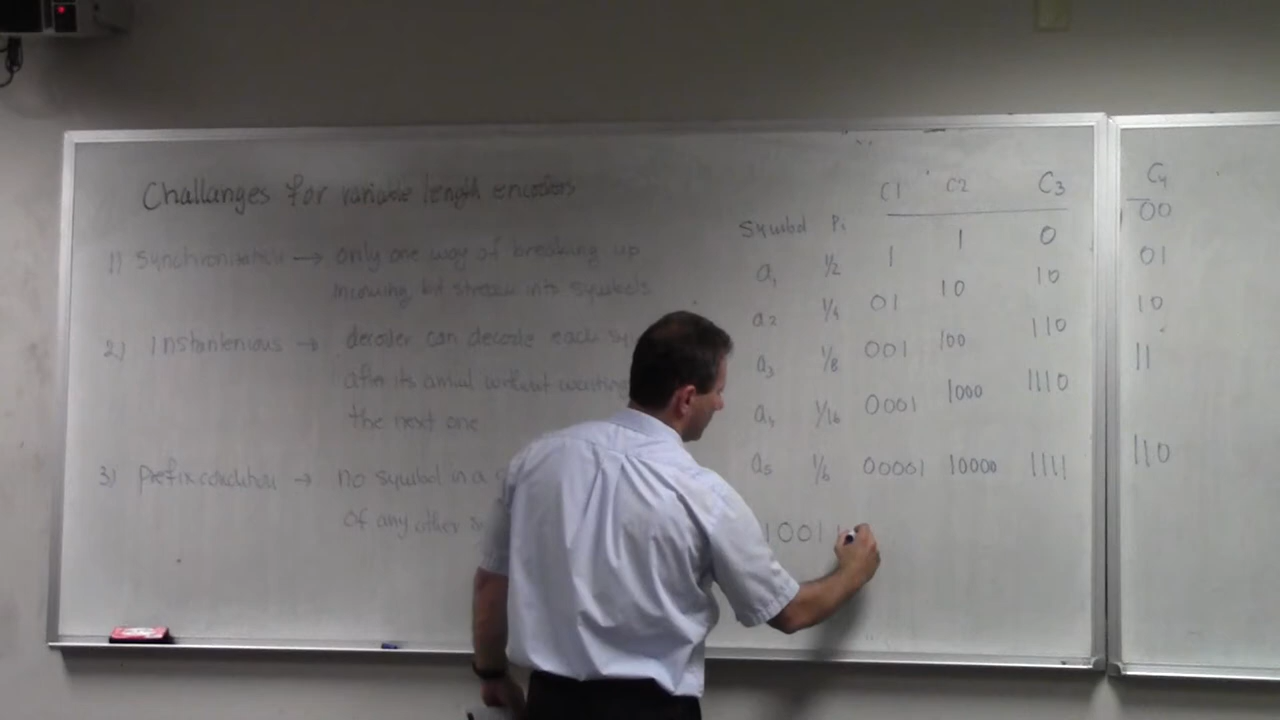 Challanges for variable length encoders
1) Synchronization → only one way of breaking up
incoming bit stream into symbols
2) Instantenious → decoder can decode each sy
after its arrival without waiting
the next one
3) Prefix condition → no symbol in a
of any other
C1 C2 C3 C4
Symbol Pi
a1 1/2 1 1 0 00
a2 1/4 01 10 10 01
a3 1/8 001 100 110 10
a4 1/16 0001 1000 1110 11
a5 1/16 00001 10000 1111 110
1001